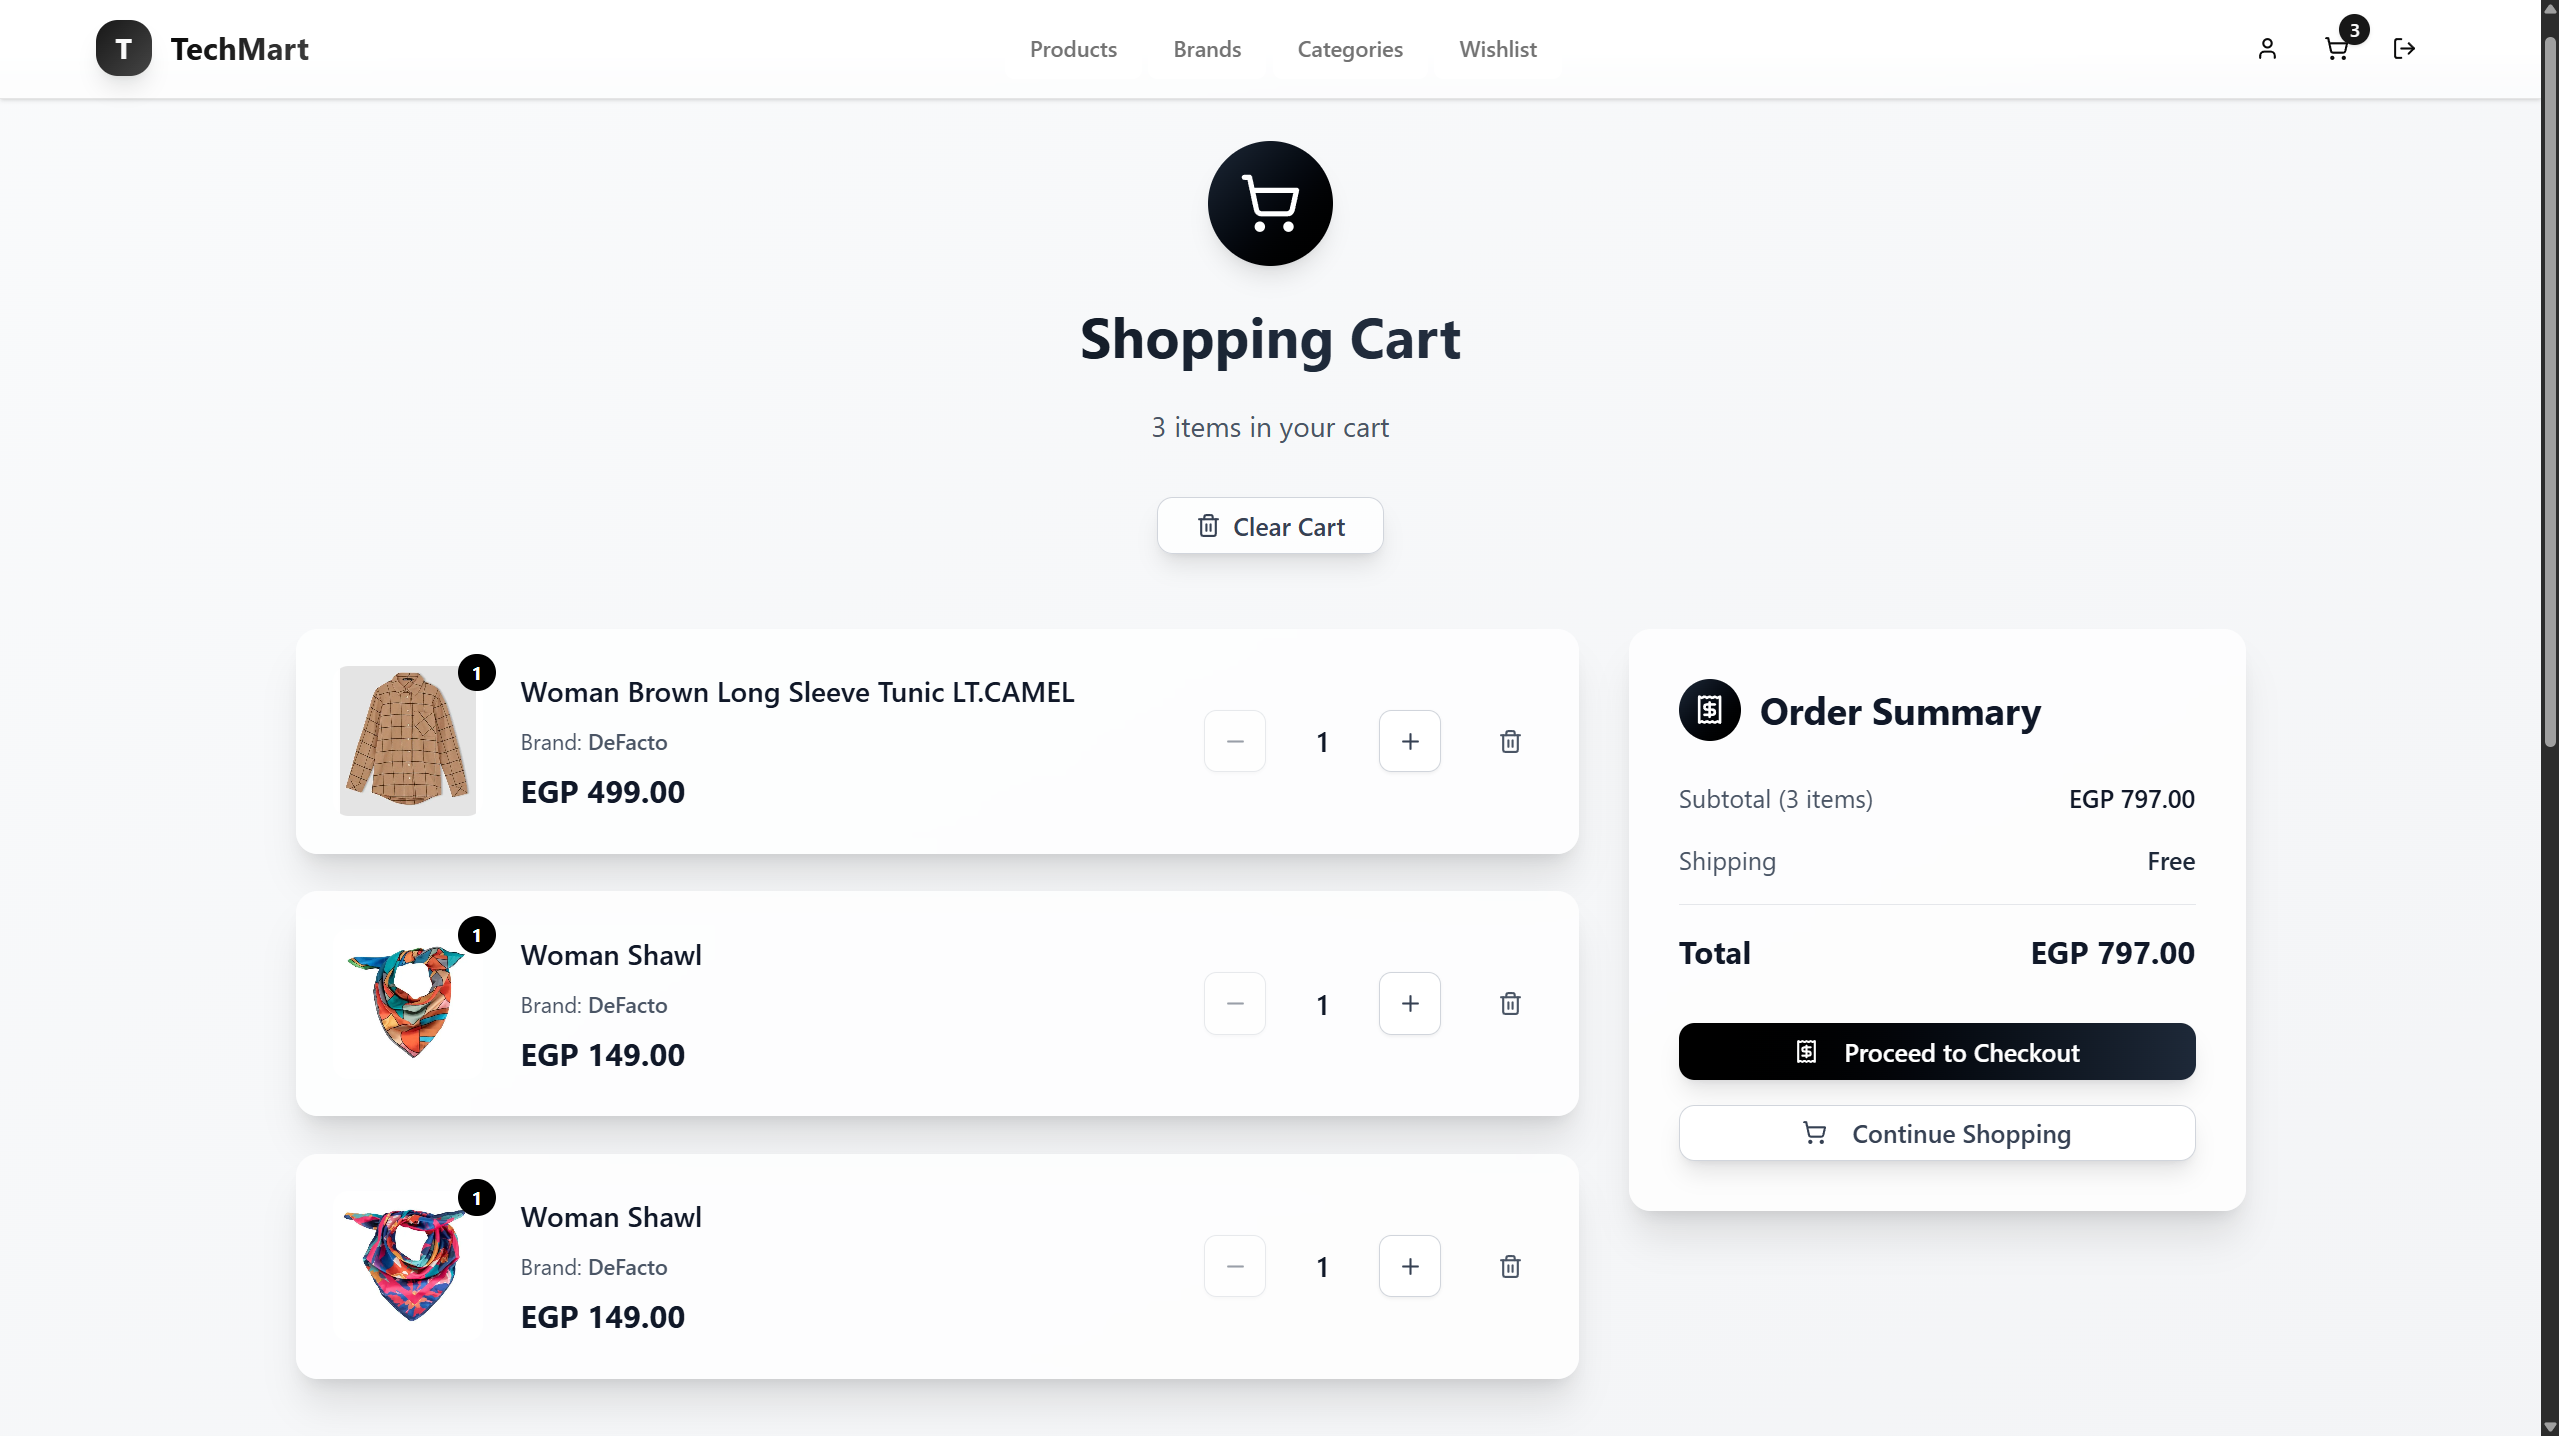 T TechMart Products Brands Categories Wishlist 3
Shopping Cart
3 items in your cart
Clear Cart
1
Woman Brown Long Sleeve Tunic LT.CAMEL
Brand: DeFacto
EGP 499.00
1
1
Woman Shawl
Brand: DeFacto
EGP 149.00
1
1
Woman Shawl
Brand: DeFacto
EGP 149.00
1
Order Summary
Subtotal (3 items) EGP 797.00
Shipping Free
Total EGP 797.00
Proceed to Checkout
Continue Shopping